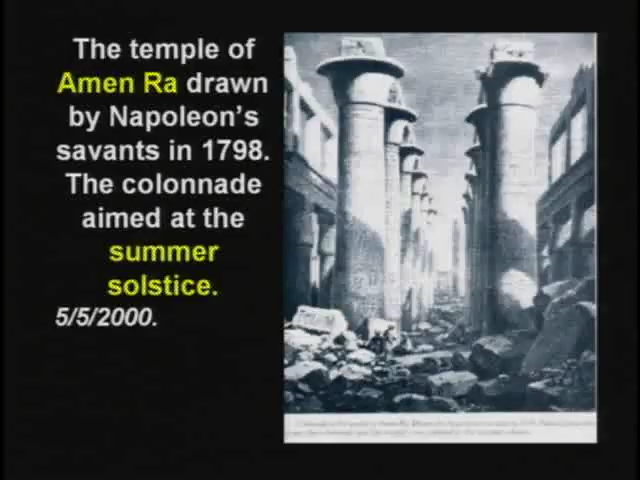 The temple of
Amen Ra drawn
by Napoleon's
savants in 1798.
The colonnade
aimed at the
summer
solstice.
5/5/2000.